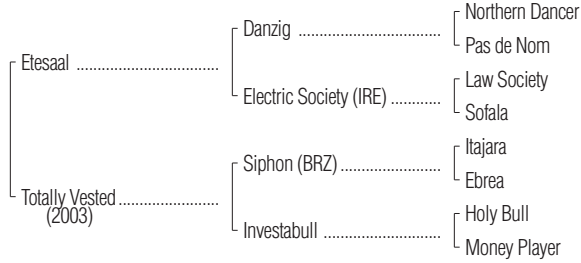 Northern Dancer
Danzig ..............................
Pas de Nom
Etesaal ..............................
Law Society
Electric Society (IRE) ...........
Sofala
Itajara
Siphon (BRZ) .....................
Ebrea
Totally Vested .....................
(2003)
Holy Bull
Investabull .........................
Money Player